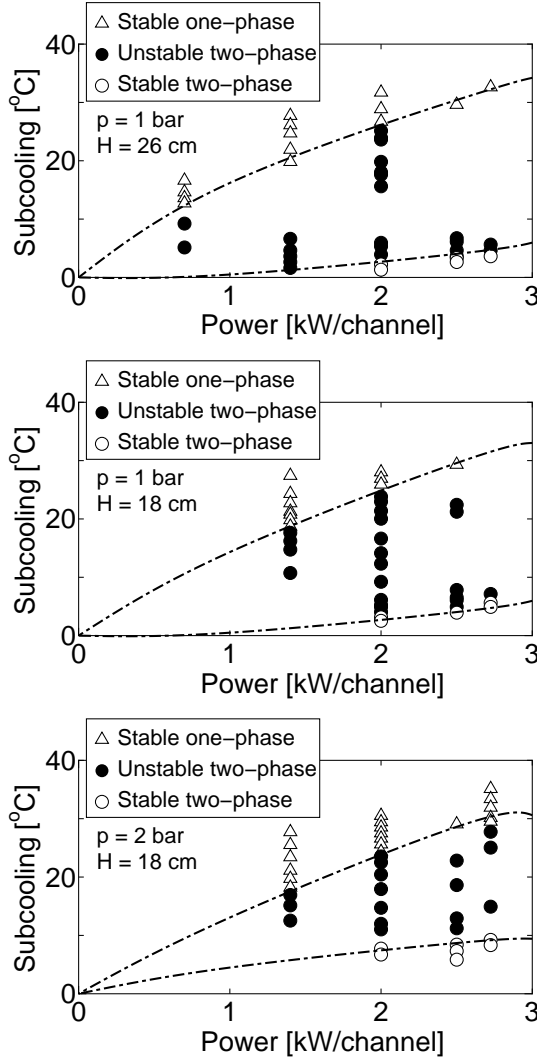 △ Stable one−phase
● Unstable two−phase
○ Stable two−phase
p = 1 bar
H = 26 cm
Subcooling [°C]
40
20
0
0 1 2 3
Power [kW/channel]
△ Stable one−phase
● Unstable two−phase
○ Stable two−phase
p = 1 bar
H = 18 cm
Subcooling [°C]
40
20
0
0 1 2 3
Power [kW/channel]
△ Stable one−phase
● Unstable two−phase
○ Stable two−phase
p = 2 bar
H = 18 cm
Subcooling [°C]
40
20
0
0 1 2 3
Power [kW/channel]